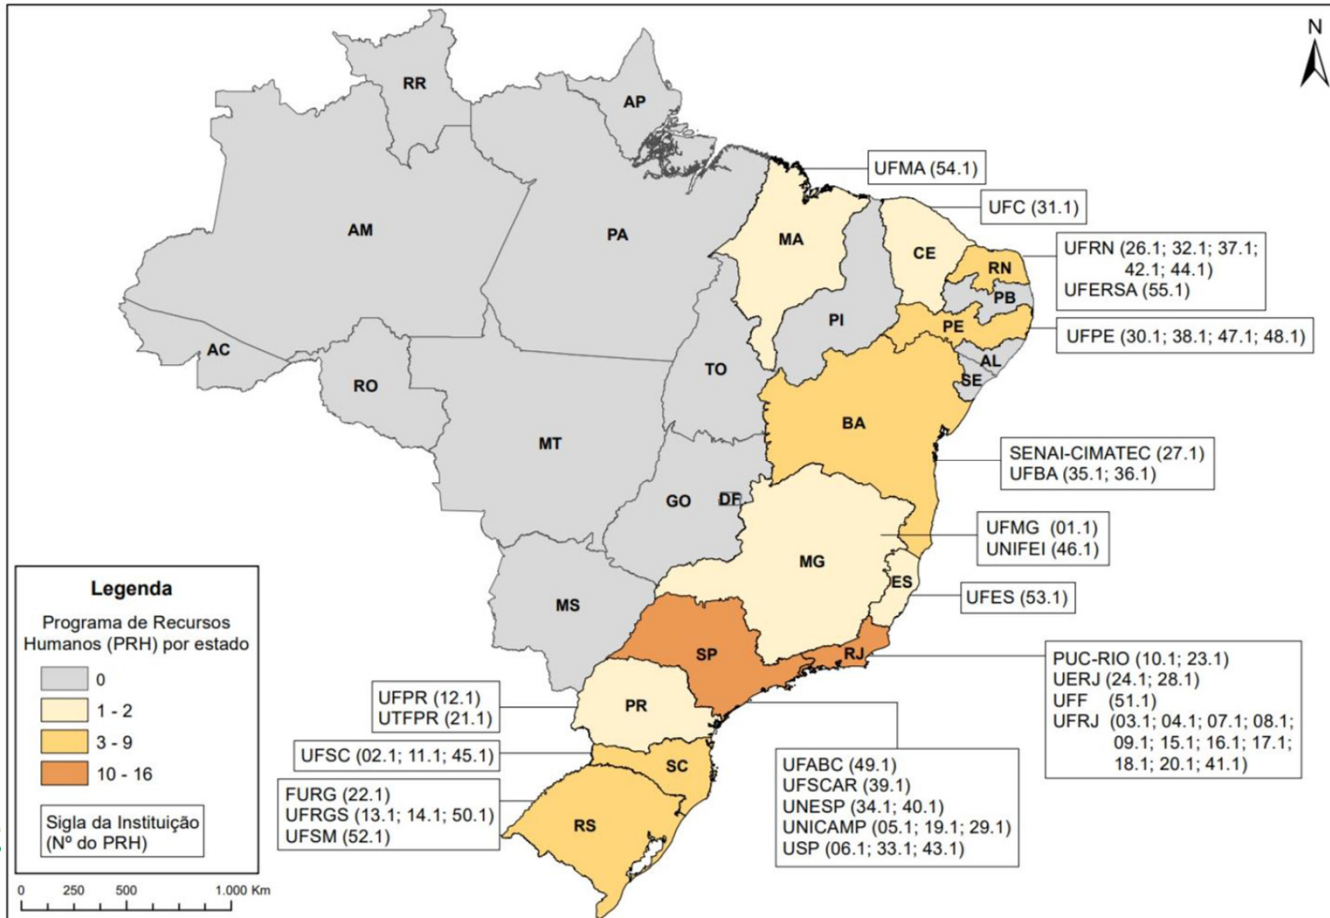 N
RR
AP
AM
PA
MA
CE
RN
PB
PI
PE
AL
SE
AC
RO
TO
BA
MT
GO
DF
MG
ES
MS
SP
RJ
PR
SC
RS
UFMA (54.1)
UFC (31.1)
UFRN (26.1; 32.1; 37.1;
42.1; 44.1)
UFERSA (55.1)
UFPE (30.1; 38.1; 47.1; 48.1)
SENAI-CIMATEC (27.1)
UFBA (35.1; 36.1)
UFMG (01.1)
UNIFEI (46.1)
UFES (53.1)
PUC-RIO (10.1; 23.1)
UERJ (24.1; 28.1)
UFF (51.1)
UFRJ (03.1; 04.1; 07.1; 08.1;
09.1; 15.1; 16.1; 17.1;
18.1; 20.1; 41.1)
UFABC (49.1)
UFSCAR (39.1)
UNESP (34.1; 40.1)
UNICAMP (05.1; 19.1; 29.1)
USP (06.1; 33.1; 43.1)
UFPR (12.1)
UTFPR (21.1)
UFSC (02.1; 11.1; 45.1)
FURG (22.1)
UFRGS (13.1; 14.1; 50.1)
UFSM (52.1)
Legenda
Programa de Recursos
Humanos (PRH) por estado
0
1 - 2
3 - 9
10 - 16
Sigla da Instituição
(Nº do PRH)
0 250 500 1.000 Km